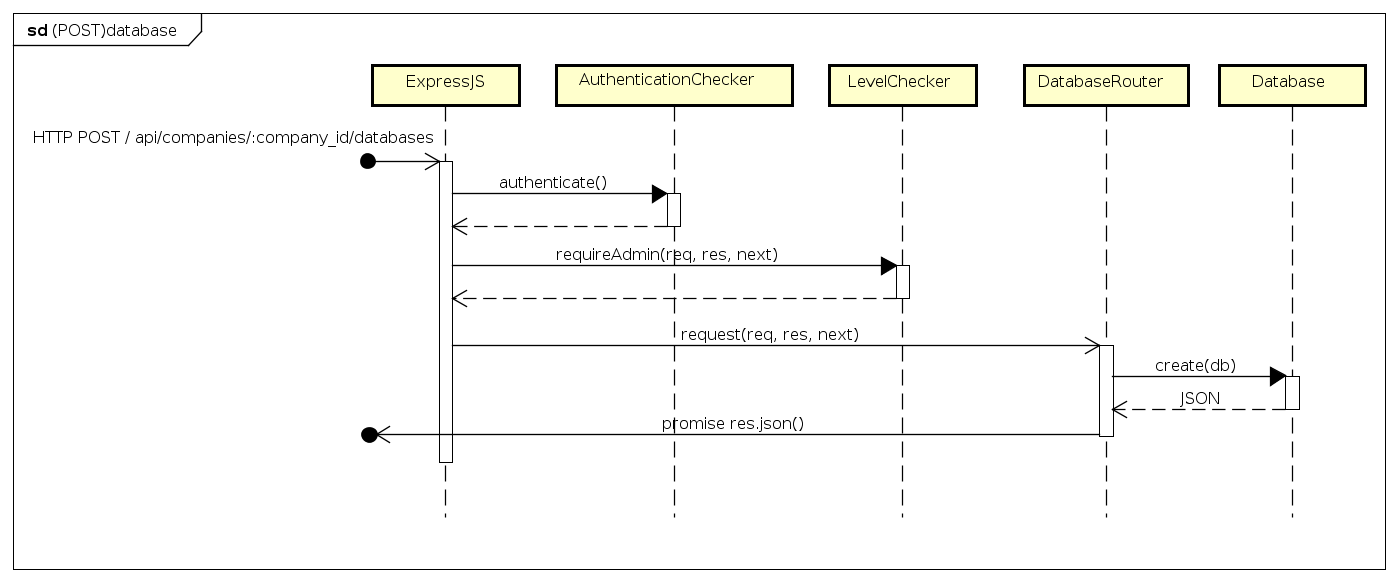 sd (POST)database
ExpressJS
AuthenticationChecker
LevelChecker
DatabaseRouter
Database
HTTP POST / api/companies/:company_id/databases
authenticate()
requireAdmin(req, res, next)
request(req, res, next)
create(db)
JSON
promise res.json()